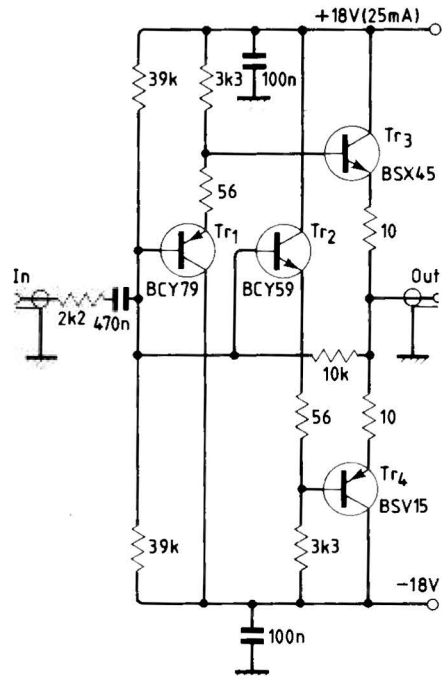 +18V(25mA)
39k
3k3
100n
Tr3
BSX45
56
10
Tr1
Tr2
In
BCY79
BCY59
Out
2k2
470n
10k
56
10
Tr4
BSV15
39k
3k3
-18V
100n